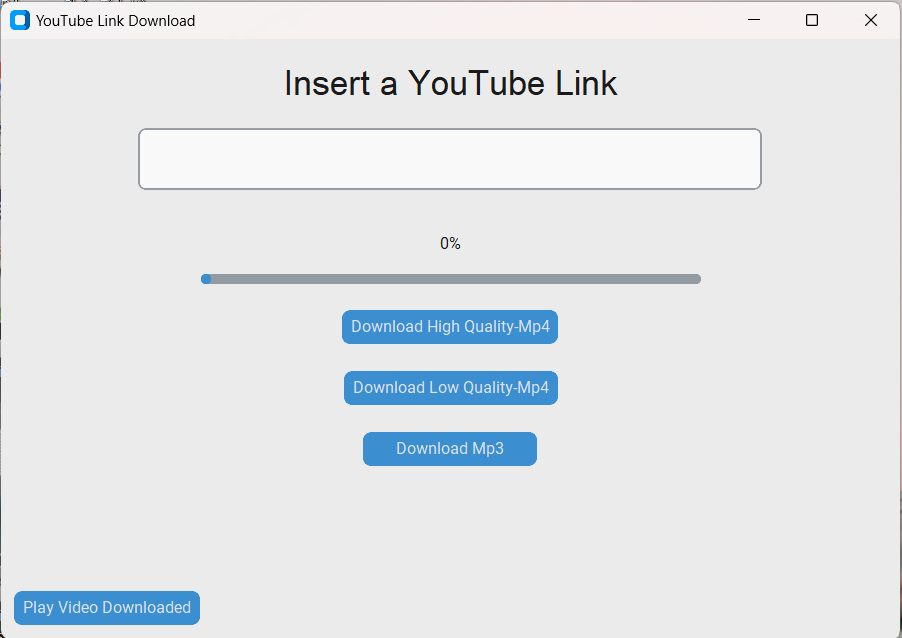 YouTube Link Download
Insert a YouTube Link
0%
Download High Quality-Mp4
Download Low Quality-Mp4
Download Mp3
Play Video Downloaded